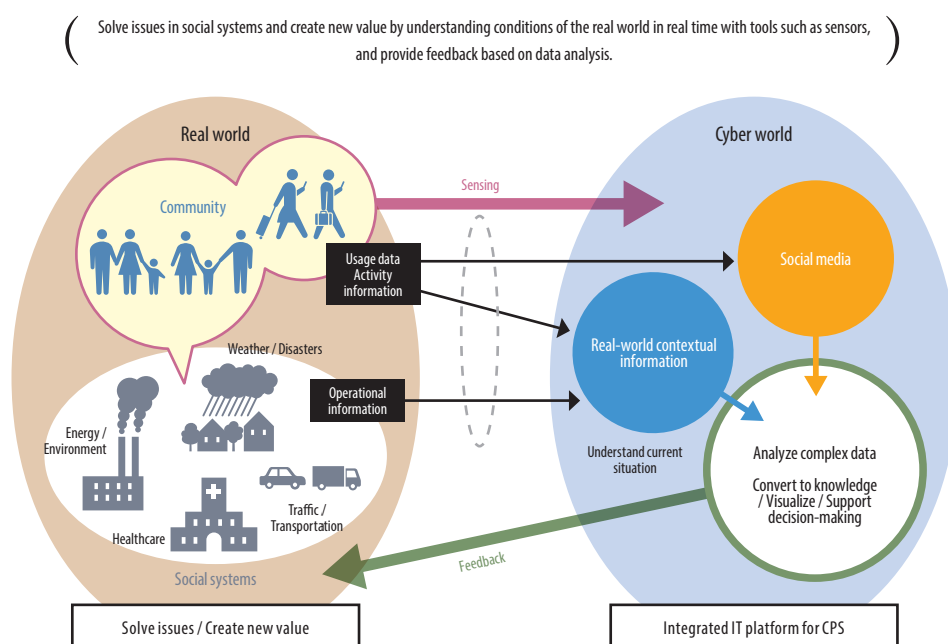 Solve issues in social systems and create new value by understanding conditions of the real world in real time with tools such as sensors,
and provide feedback based on data analysis.
Real world
Cyber world
Community
Sensing
Usage data
Activity
information
Social media
Real-world contextual
information
Weather / Disasters
Operational
information
Energy /
Environment
Understand current
situation
Analyze complex data
Convert to knowledge
/ Visualize / Support
decision-making
Traffic /
Transportation
Healthcare
Feedback
Social systems
Solve issues / Create new value
Integrated IT platform for CPS